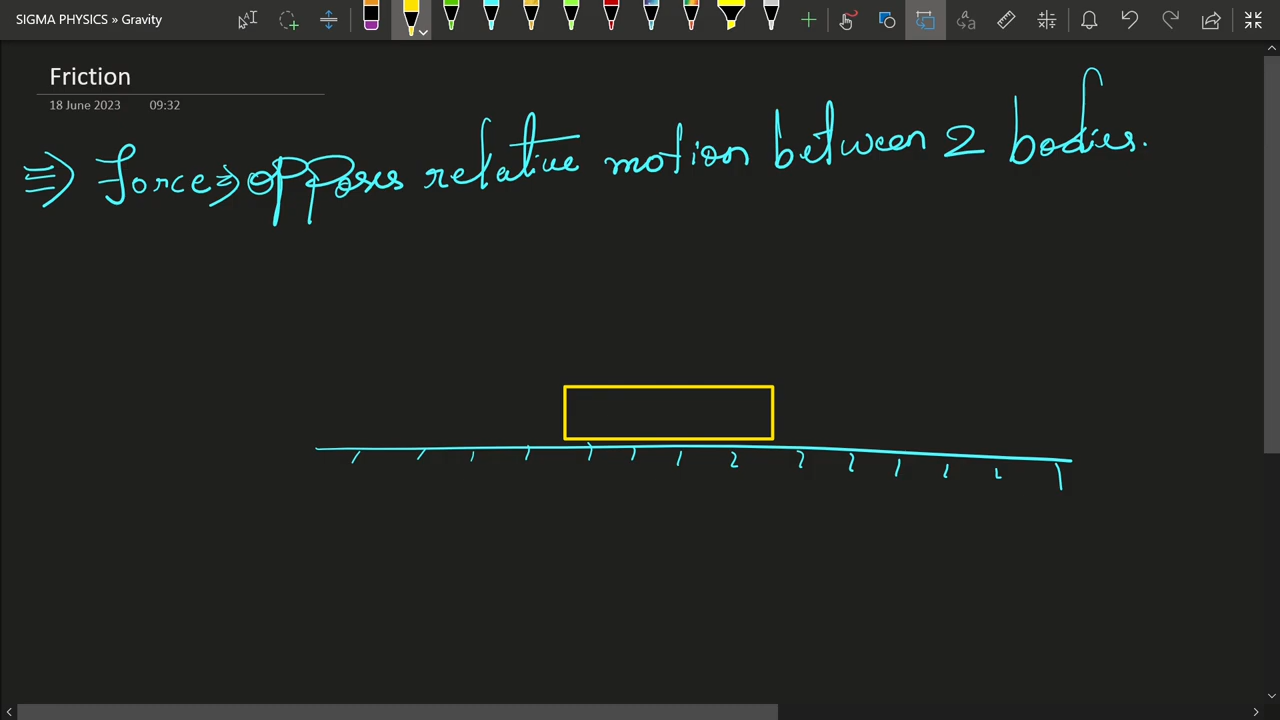 SIGMA PHYSICS » Gravity
Friction
18 June 2023 09:32
⇒ force ⇒ opposes relative motion between 2 bodies.